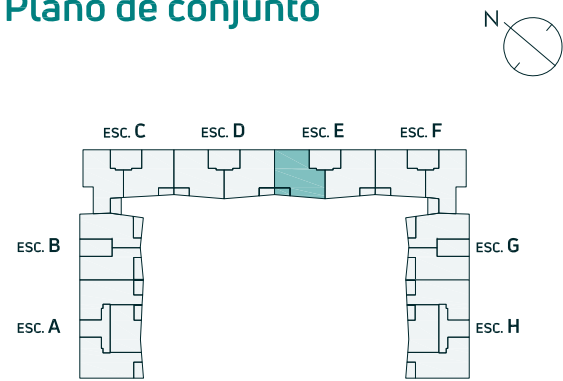 Plano de conjunto
N
ESC. C
ESC. D
ESC. E
ESC. F
ESC. B
ESC. G
ESC. A
ESC. H